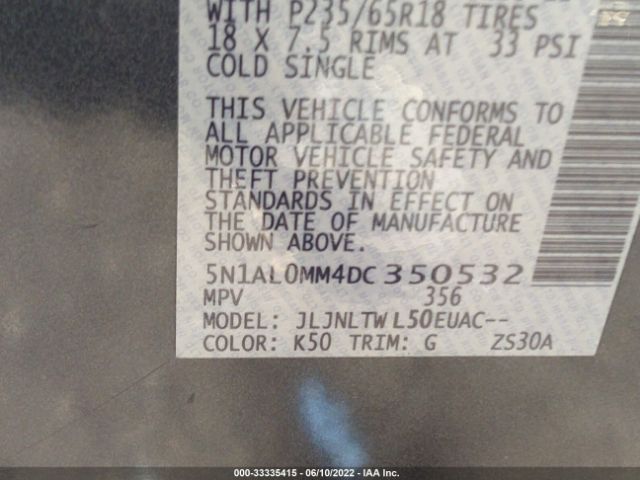 WITH P235/65R18 TIRES
18 X 7.5 RIMS AT 33 PSI
COLD SINGLE
THIS VEHICLE CONFORMS TO
ALL APPLICABLE FEDERAL
MOTOR VEHICLE SAFETY AND
THEFT PREVENTION
STANDARDS IN EFFECT ON
THE DATE OF MANUFACTURE
SHOWN ABOVE.
5N1AL0MM4DC350532
MPV 356
MODEL: JLJNLTWL50EUAC--
COLOR: K50 TRIM: G ZS30A
000-33335415 - 06/10/2022 - IAA Inc.